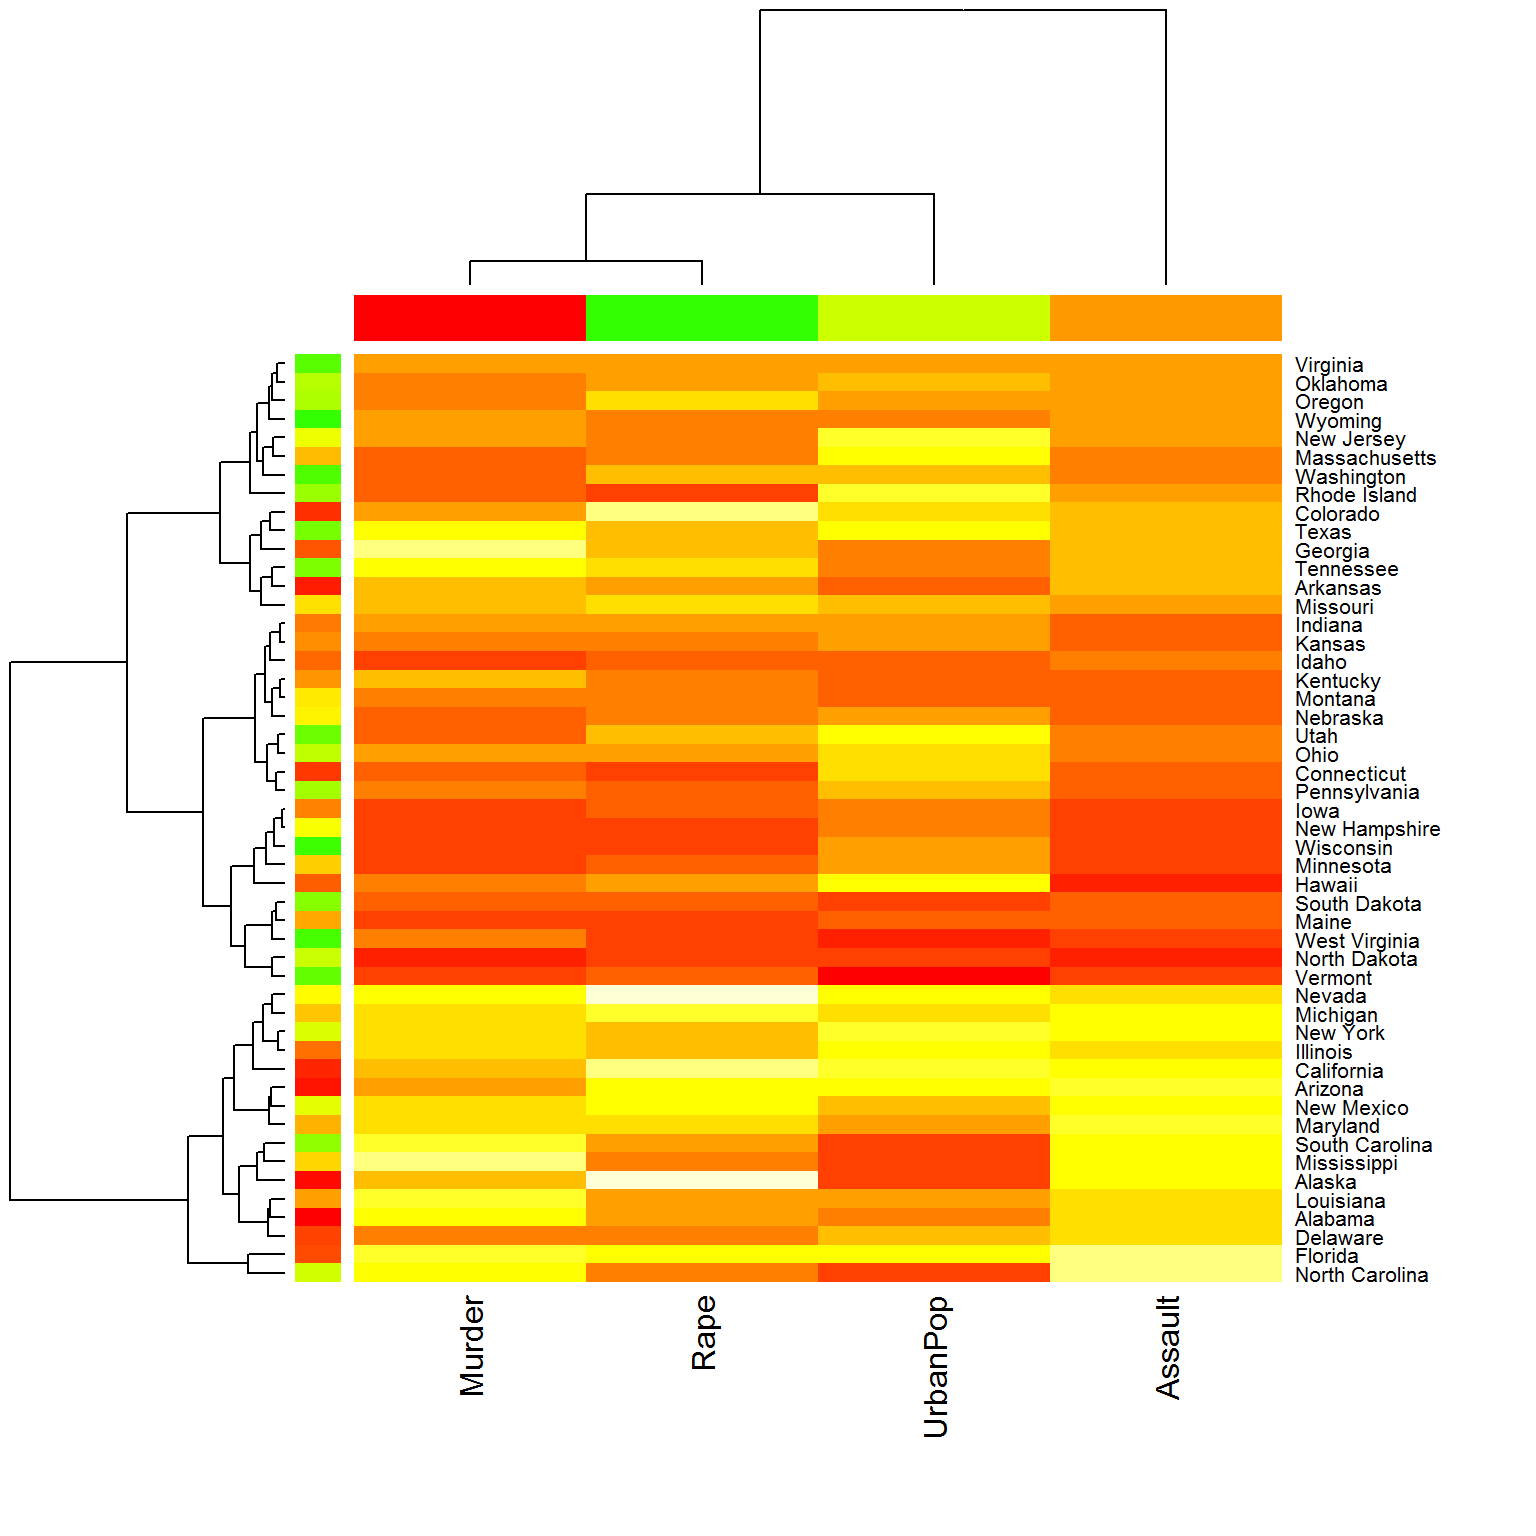 Virginia
Oklahoma
Oregon
Wyoming
New Jersey
Massachusetts
Washington
Rhode Island
Colorado
Texas
Georgia
Tennessee
Arkansas
Missouri
Indiana
Kansas
Idaho
Kentucky
Montana
Nebraska
Utah
Ohio
Connecticut
Pennsylvania
Iowa
New Hampshire
Wisconsin
Minnesota
Hawaii
South Dakota
Maine
West Virginia
North Dakota
Vermont
Nevada
Michigan
New York
Illinois
California
Arizona
New Mexico
Maryland
South Carolina
Mississippi
Alaska
Louisiana
Alabama
Delaware
Florida
North Carolina
Murder
Rape
UrbanPop
Assault